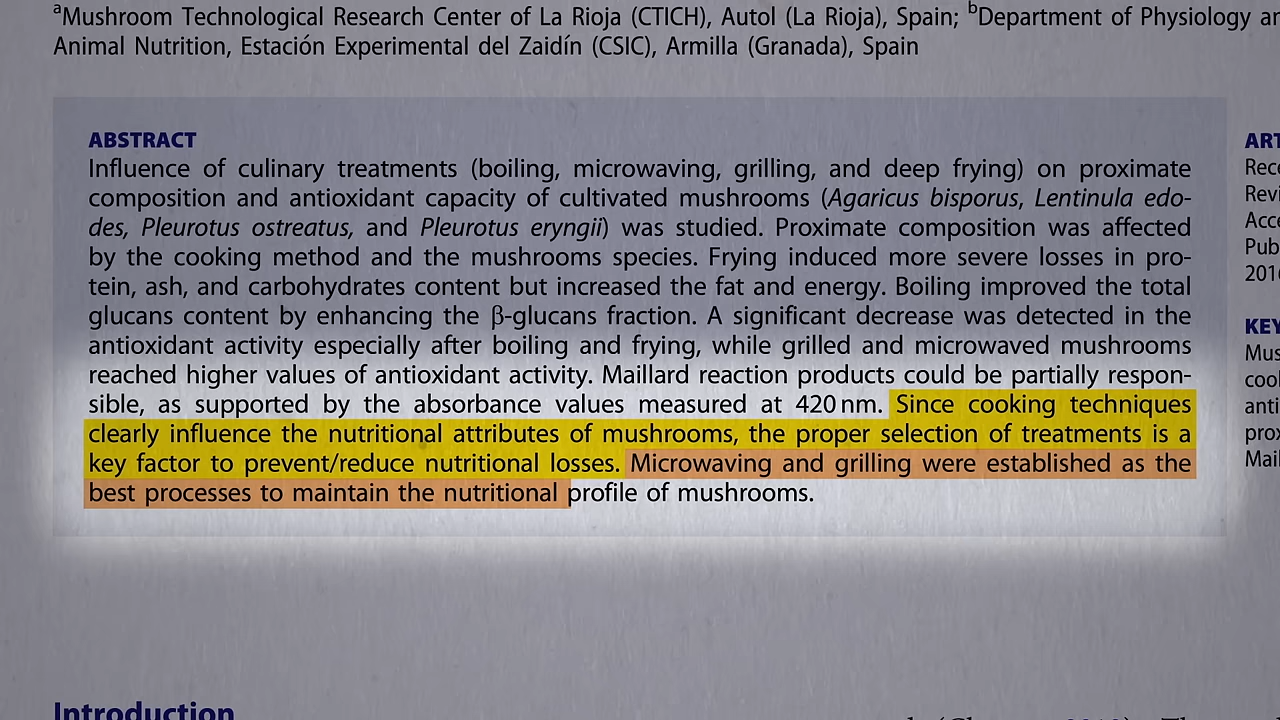 aMushroom Technological Research Center of La Rioja (CTICH), Autol (La Rioja), Spain; bDepartment of Physiology
Animal Nutrition, Estación Experimental del Zaidín (CSIC), Armilla (Granada), Spain
ABSTRACT
Influence of culinary treatments (boiling, microwaving, grilling, and deep frying) on proximate
composition and antioxidant capacity of cultivated mushrooms (Agaricus bisporus, Lentinula edo-
des, Pleurotus ostreatus, and Pleurotus eryngii) was studied. Proximate composition was affected
by the cooking method and the mushrooms species. Frying induced more severe losses in pro-
tein, ash, and carbohydrates content but increased the fat and energy. Boiling improved the total
glucans content by enhancing the β-glucans fraction. A significant decrease was detected in the
antioxidant activity especially after boiling and frying, while grilled and microwaved mushrooms
reached higher values of antioxidant activity. Maillard reaction products could be partially respon-
sible, as supported by the absorbance values measured at 420 nm. Since cooking techniques
clearly influence the nutritional attributes of mushrooms, the proper selection of treatments is a
key factor to prevent/reduce nutritional losses. Microwaving and grilling were established as the
best processes to maintain the nutritional profile of mushrooms.
ART
Rece
Revi
Acce
Pub
2016
KEY
Mus
cook
anti
prox
Mail
Introduction